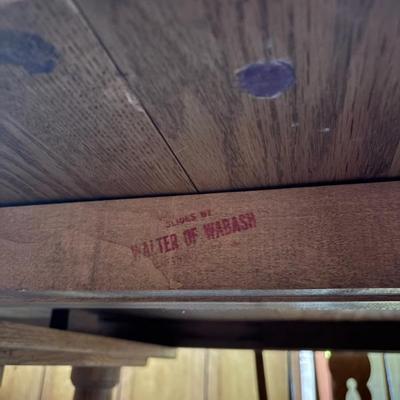 SLIDES BY
WALTER OF WABASH